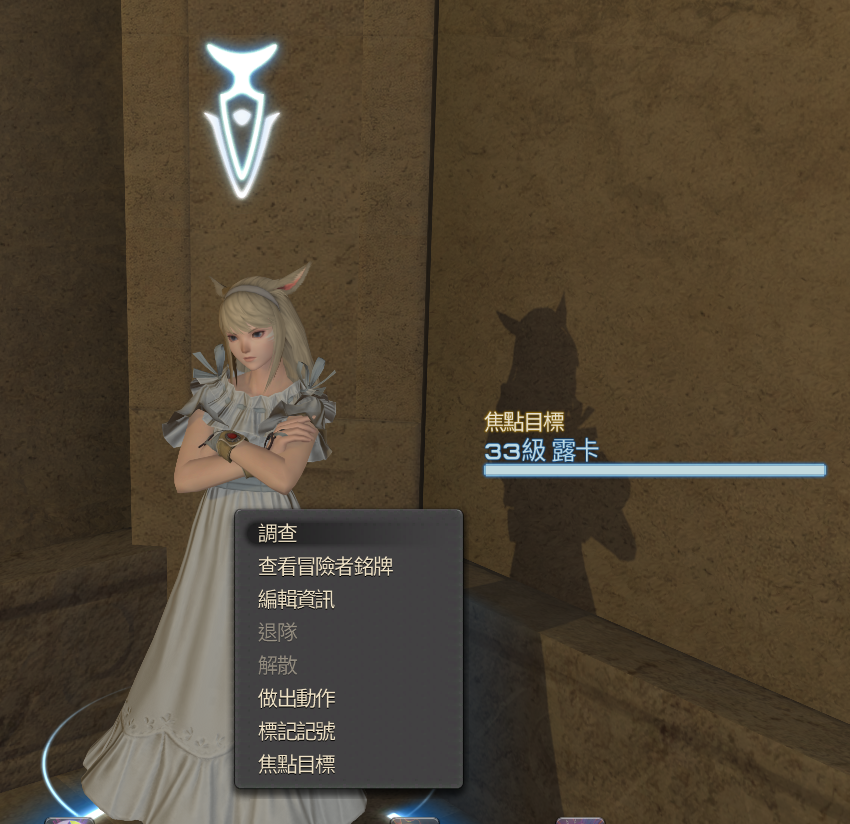 焦點目標
33級 露卡
調查
查看冒險者銘牌
編輯資訊
退隊
解散
做出動作
標記記號
焦點目標